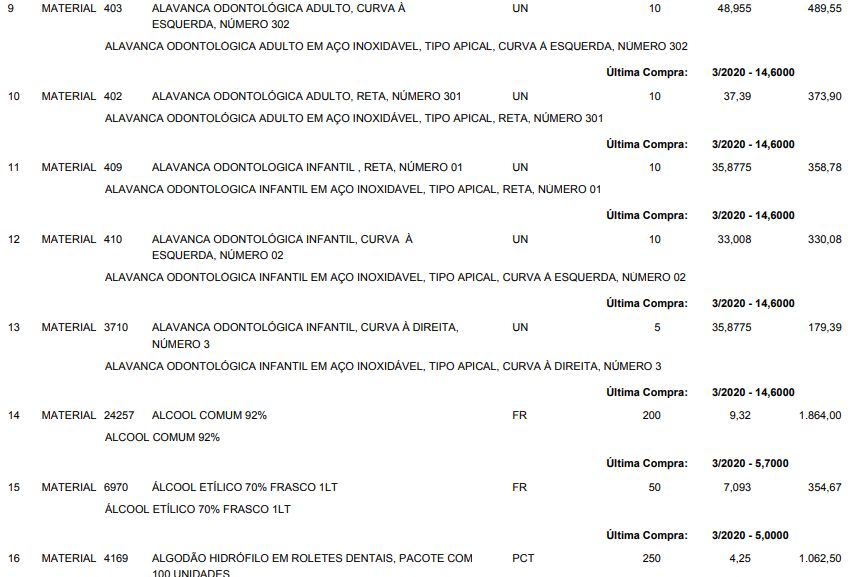 9 MATERIAL 403 ALAVANCA ODONTOLÓGICA ADULTO, CURVA À UN 10 48,955 489,55
ESQUERDA, NÚMERO 302
ALAVANCA ODONTOLÓGICA ADULTO EM AÇO INOXIDÁVEL, TIPO APICAL, CURVA À ESQUERDA, NÚMERO 302
Última Compra: 3/2020 - 14,6000
10 MATERIAL 402 ALAVANCA ODONTOLÓGICA ADULTO, RETA, NÚMERO 301 UN 10 37,39 373,90
ALAVANCA ODONTOLÓGICA ADULTO EM AÇO INOXIDÁVEL, TIPO APICAL, RETA, NÚMERO 301
Última Compra: 3/2020 - 14,6000
11 MATERIAL 409 ALAVANCA ODONTOLOGICA INFANTIL , RETA, NÚMERO 01 UN 10 35,8775 358,78
ALAVANCA ODONTOLOGICA INFANTIL EM AÇO INOXIDÁVEL, TIPO APICAL, RETA, NÚMERO 01
Última Compra: 3/2020 - 14,6000
12 MATERIAL 410 ALAVANCA ODONTOLÓGICA INFANTIL, CURVA À UN 10 33,008 330,08
ESQUERDA, NÚMERO 02
ALAVANCA ODONTOLÓGICA INFANTIL EM AÇO INOXIDÁVEL, TIPO APICAL, CURVA À ESQUERDA, NÚMERO 02
Última Compra: 3/2020 - 14,6000
13 MATERIAL 3710 ALAVANCA ODONTOLÓGICA INFANTIL, CURVA À DIREITA, UN 5 35,8775 179,39
NÚMERO 3
ALAVANCA ODONTOLÓGICA INFANTIL EM AÇO INOXIDÁVEL, TIPO APICAL, CURVA À DIREITA, NÚMERO 3
Última Compra: 3/2020 - 14,6000
14 MATERIAL 24257 ALCOOL COMUM 92% FR 200 9,32 1.864,00
ALCOOL COMUM 92%
Última Compra: 3/2020 - 5,7000
15 MATERIAL 6970 ÁLCOOL ETÍLICO 70% FRASCO 1LT FR 50 7,093 354,67
ÁLCOOL ETÍLICO 70% FRASCO 1LT
Última Compra: 3/2020 - 5,0000
16 MATERIAL 4169 ALGODÃO HIDRÓFILO EM ROLETES DENTAIS, PACOTE COM PCT 250 4,25 1.062,50
100 UNIDADES